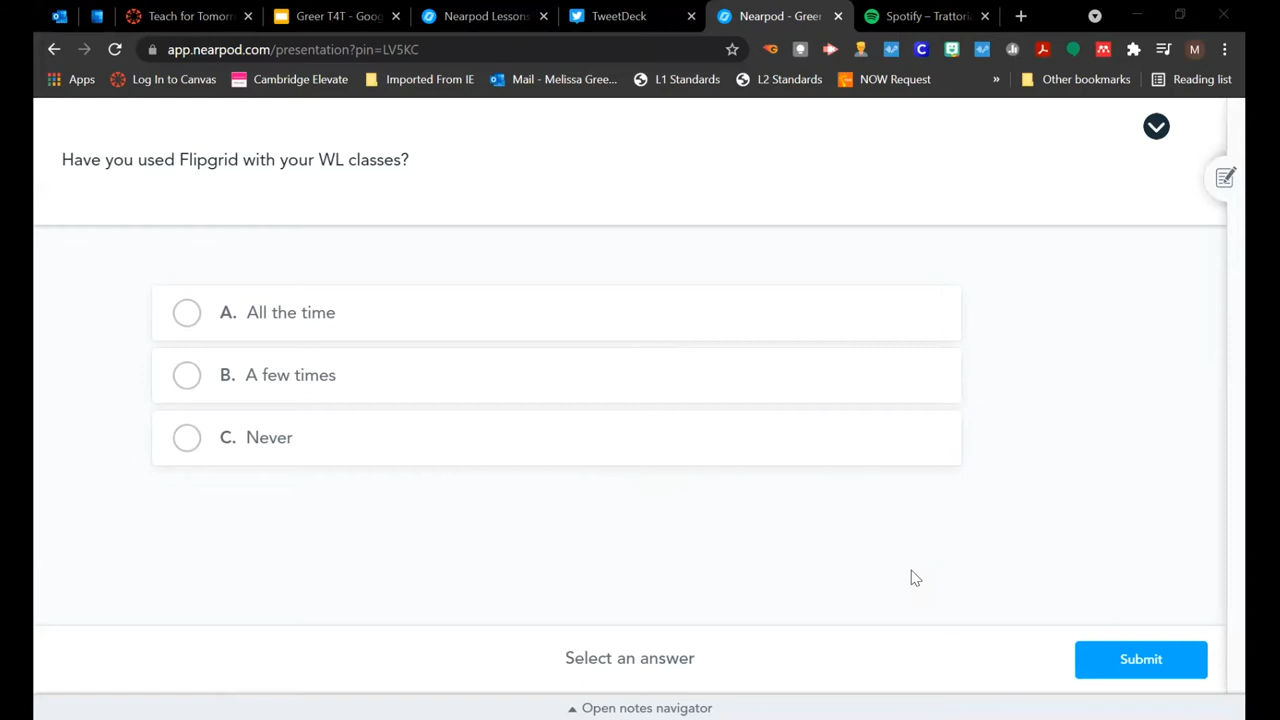 Teach for Tomorr
Greer T4T - Goog
Nearpod Lessons
TweetDeck
Nearpod - Greer
Spotify – Trattori
app.nearpod.com/presentation?pin=LV5KC
M
Apps
Log In to Canvas
Cambridge Elevate
Imported From IE
Mail - Melissa Gree...
L1 Standards
L2 Standards
NOW Request
»
Other bookmarks
Reading list
Have you used Flipgrid with your WL classes?
A. All the time
B. A few times
C. Never
Select an answer
Submit
Open notes navigator